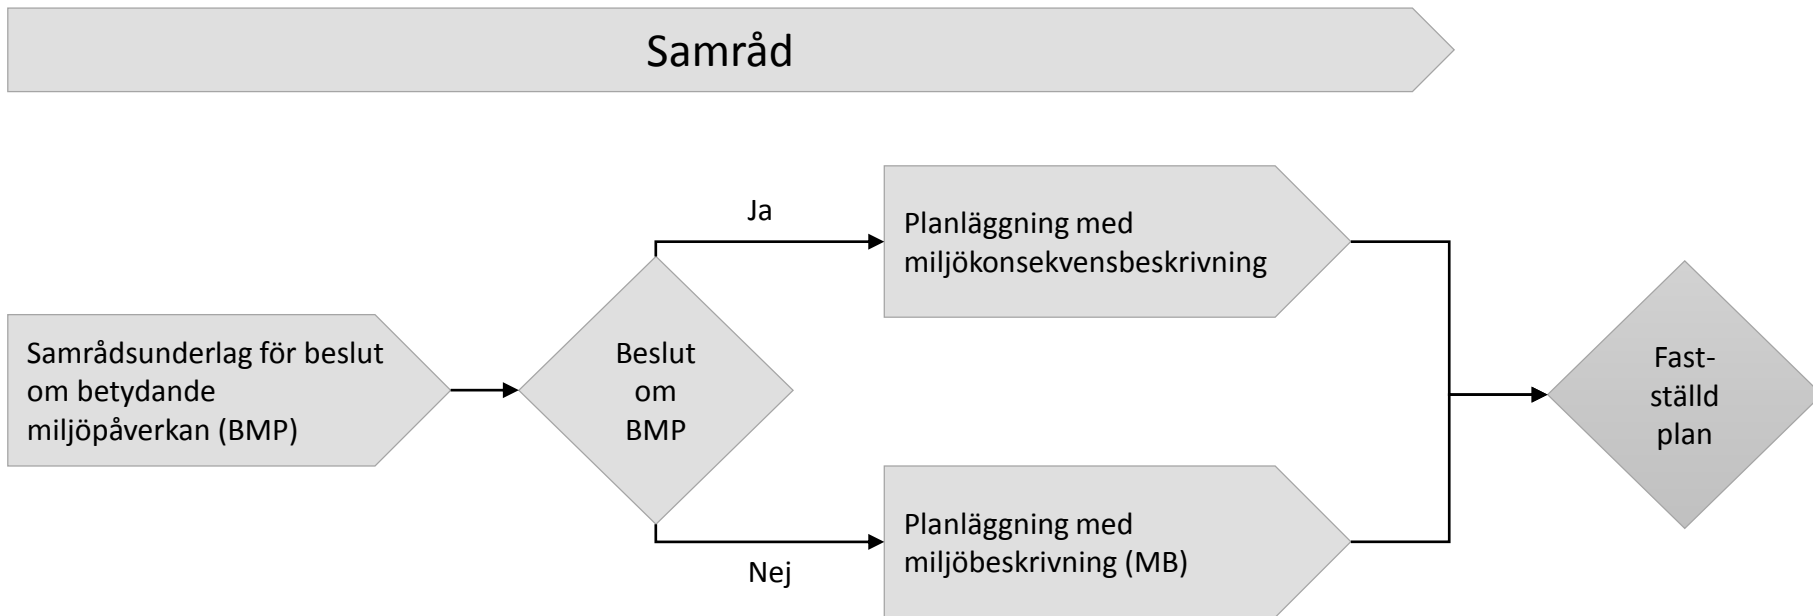 Samråd
Ja
Planläggning med
miljökonsekvensbeskrivning
Samrådsunderlag för beslut
om betydande
miljöpåverkan (BMP)
Beslut
om
BMP
Fast-
ställd
plan
Planläggning med
miljöbeskrivning (MB)
Nej